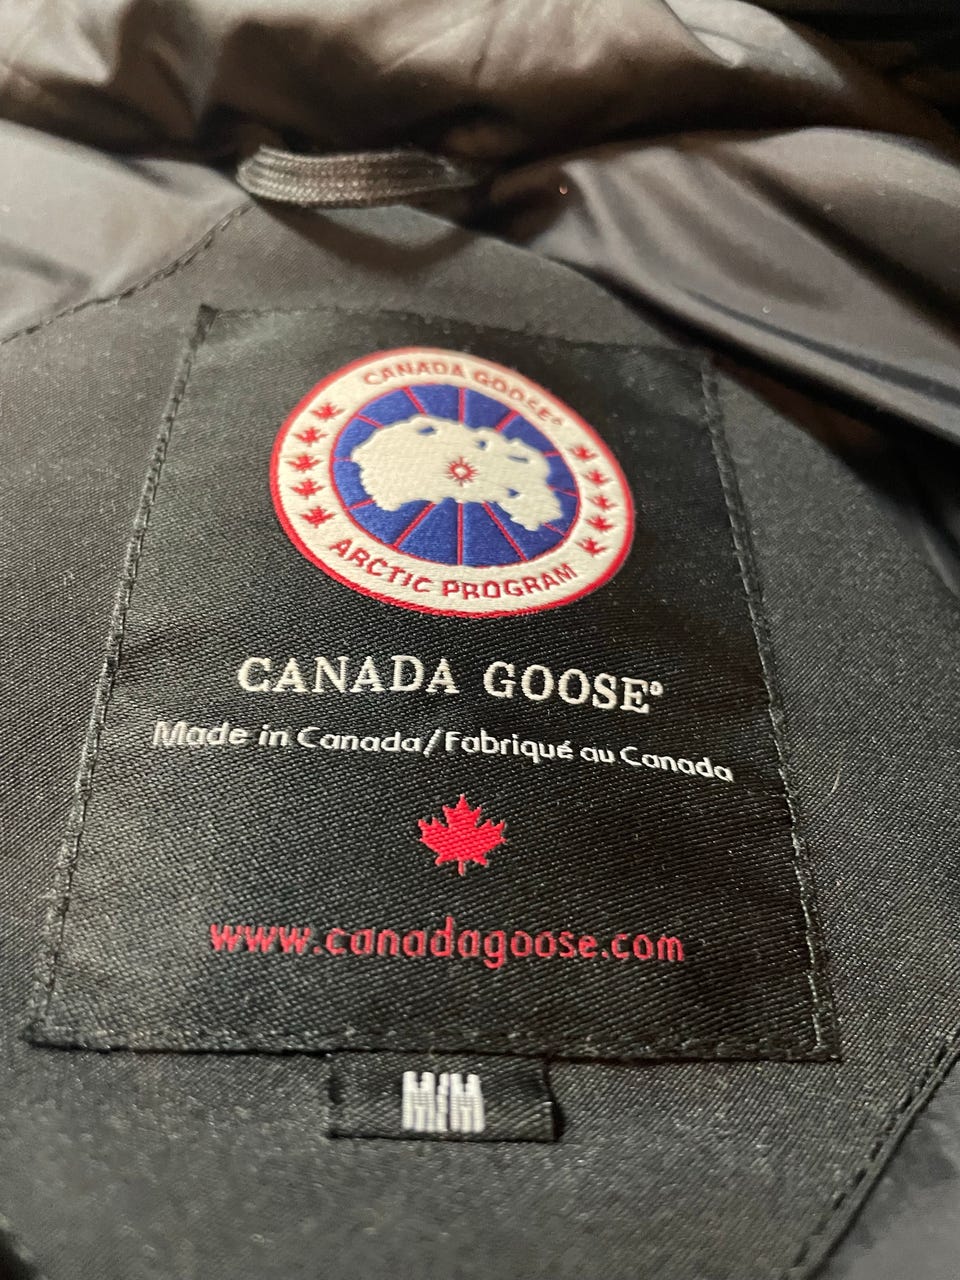 CANADA GOOSE®
ARCTIC PROGRAM
CANADA GOOSE®
Made in Canada/Fabriqué au Canada
www.canadagoose.com
M/M